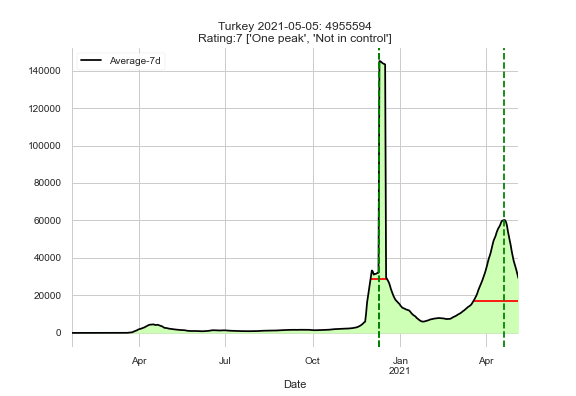 Turkey 2021-05-05: 4955594
Rating:7 ['One peak', 'Not in control']
Average-7d
140000
120000
100000
80000
60000
40000
20000
0
Apr
Jul
Oct
Jan
2021
Apr
Date